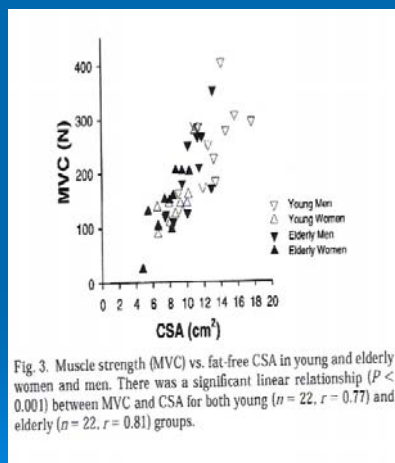 400
300
200
100
0
MVC (N)
0 2 4 6 8 10 12 14 16 18 20
CSA (cm²)
▽ Young Men
△ Young Women
▼ Elderly Men
▲ Elderly Women
Fig. 3. Muscle strength (MVC) vs. fat-free CSA in young and elderly
women and men. There was a significant linear relationship (P <
0.001) between MVC and CSA for both young (n = 22, r = 0.77) and
elderly (n = 22, r = 0.81) groups.